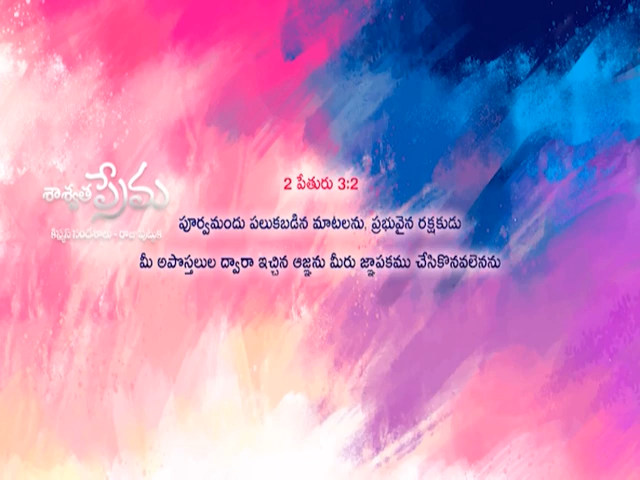 2 పేతురు 3:2
శాశ్వత ప్రేమ
పూర్వమందు పలుకబడిన మాటలను, ప్రభువైన రక్షకుడు
మీ అపొస్తలుల ద్వారా ఇచ్చిన ఆజ్ఞను మీరు జ్ఞాపకము చేసికొనవలెనను